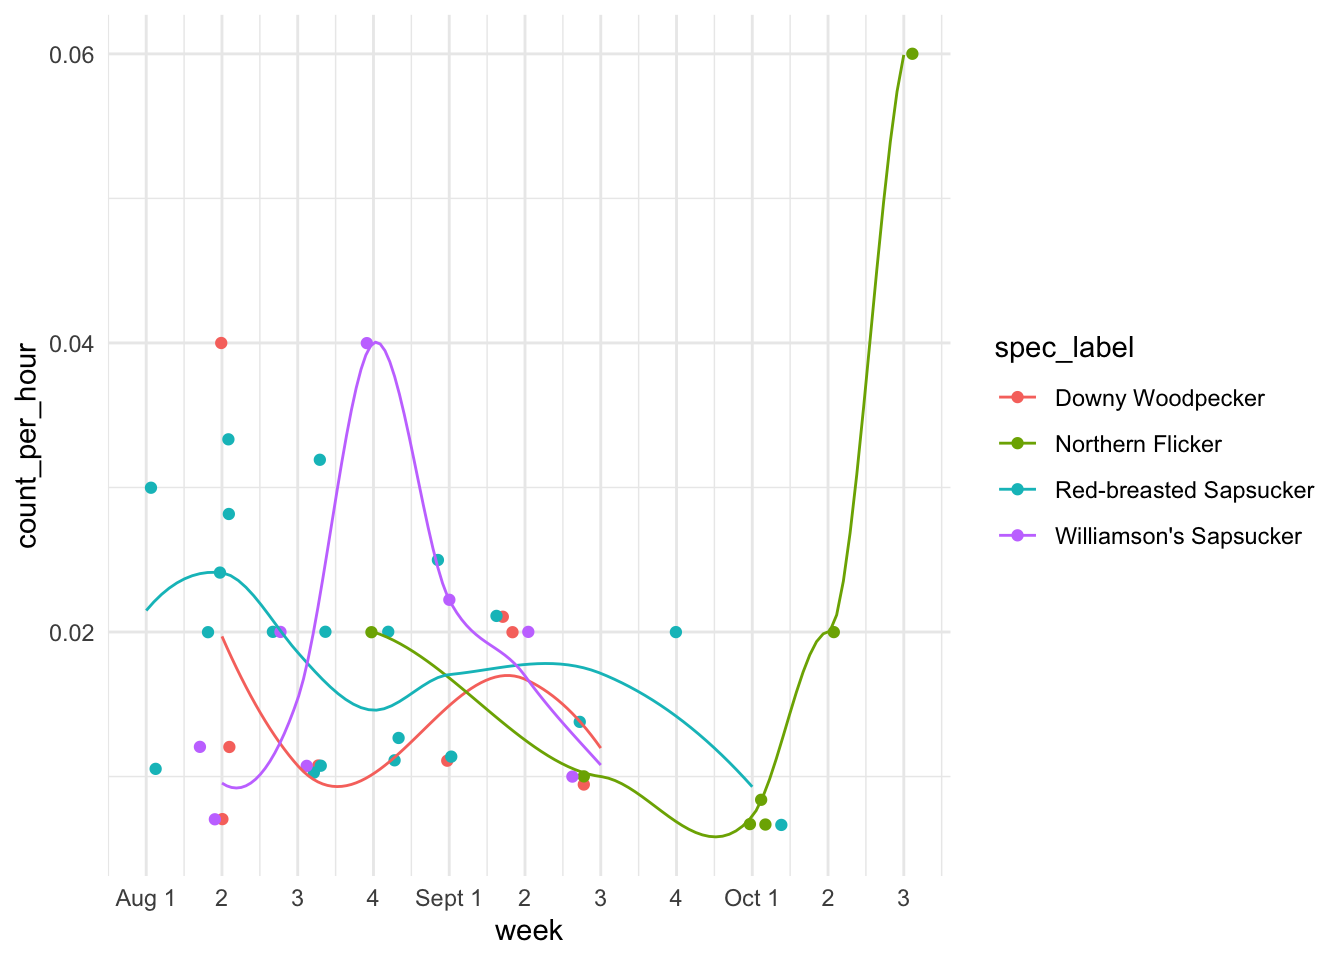 0.06
0.04
0.02
count_per_hour
Aug 1 2 3 4 Sept 1 2 3 4 Oct 1 2 3
week
spec_label
Downy Woodpecker
Northern Flicker
Red-breasted Sapsucker
Williamson's Sapsucker